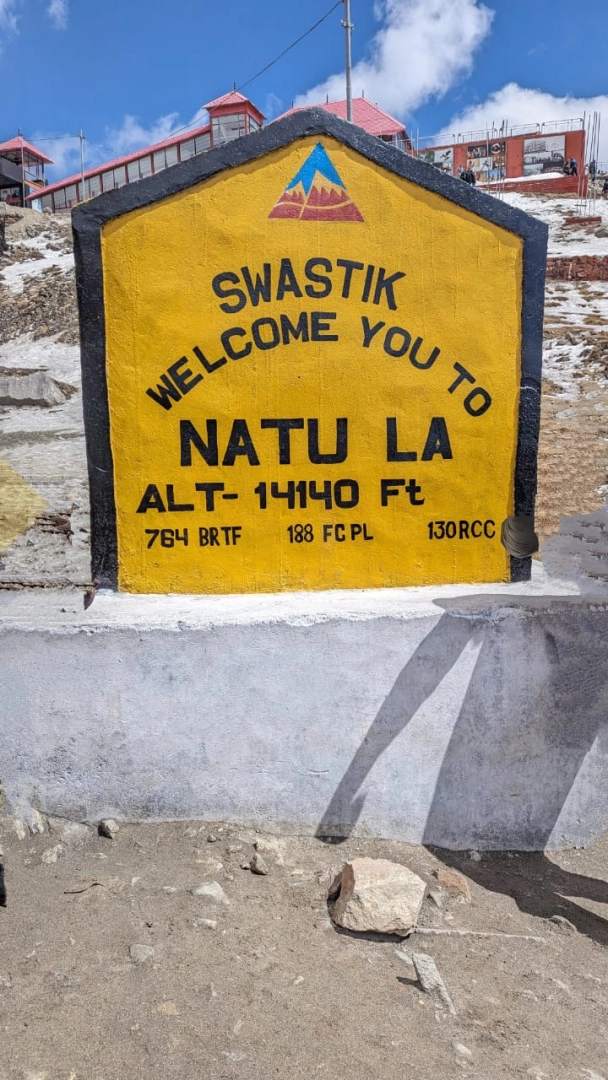 SWASTIK
WELCOME YOU TO
NATU LA
ALT- 14140 Ft
764 BRTF 188 FC PL 130RCC